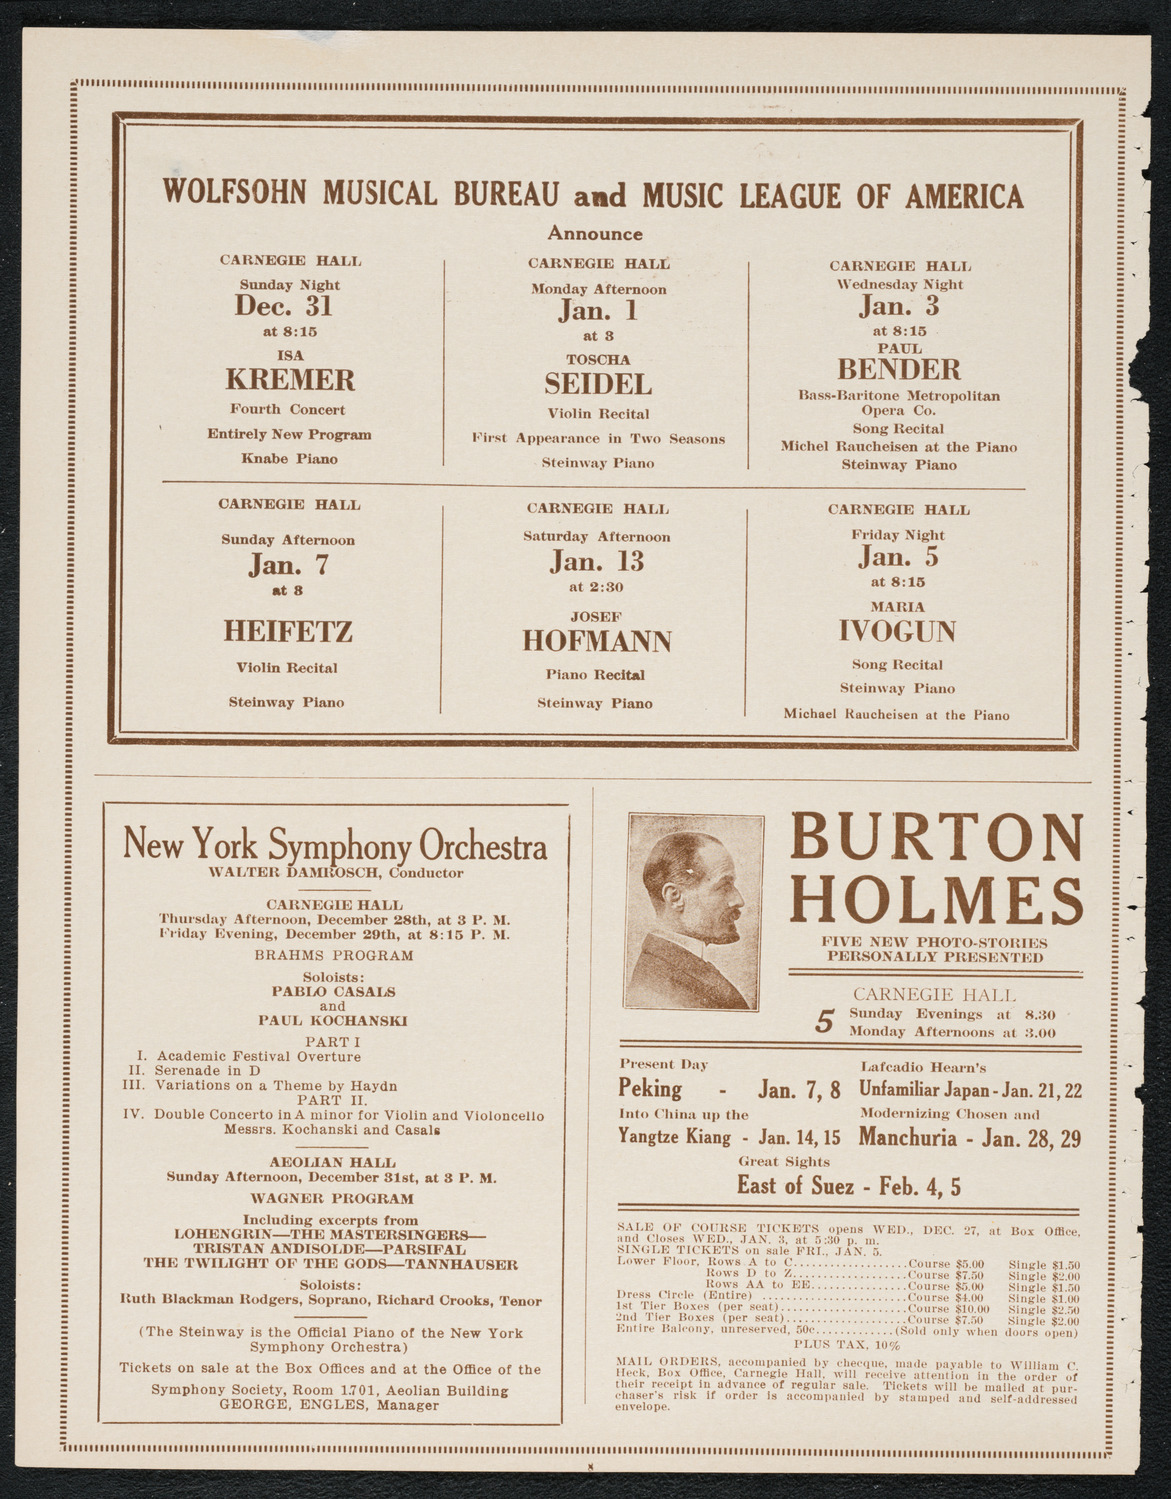 WOLFSOHN MUSICAL BUREAU and MUSIC LEAGUE OF AMERICA
Announce
CARNEGIE HALL
Sunday Night
Dec. 31
at 8:15
ISA
KREMER
Fourth Concert
Entirely New Program
Knabe Piano
CARNEGIE HALL
Monday Afternoon
Jan. 1
at 3
TOSCHA
SEIDEL
Violin Recital
First Appearance in Two Seasons
Steinway Piano
CARNEGIE HALL
Wednesday Night
Jan. 3
at 8:15
PAUL
BENDER
Bass-Baritone Metropolitan
Opera Co.
Song Recital
Michel Raucheisen at the Piano
Steinway Piano
CARNEGIE HALL
Sunday Afternoon
Jan. 7
at 3
HEIFETZ
Violin Recital
Steinway Piano
CARNEGIE HALL
Saturday Afternoon
Jan. 13
at 2:30
JOSEF
HOFMANN
Piano Recital
Steinway Piano
CARNEGIE HALL
Friday Night
Jan. 5
at 8:15
MARIA
IVOGUN
Song Recital
Steinway Piano
Michael Raucheisen at the Piano
New York Symphony Orchestra
WALTER DAMROSCH, Conductor
CARNEGIE HALL
Thursday Afternoon, December 28th, at 3 P. M.
Friday Evening, December 29th, at 8:15 P. M.
BRAHMS PROGRAM
Soloists:
PABLO CASALS
and
PAUL KOCHANSKI
PART I
I. Academic Festival Overture
II. Serenade in D
III. Variations on a Theme by Haydn
PART II.
IV. Double Concerto in A minor for Violin and Violoncello
Messrs. Kochanski and Casals
AEOLIAN HALL
Sunday Afternoon, December 31st, at 3 P. M.
WAGNER PROGRAM
Including excerpts from
LOHENGRIN—THE MASTERSINGERS—
TRISTAN ANDISOLDE—PARSIFAL
THE TWILIGHT OF THE GODS—TANNHAUSER
Soloists:
Ruth Blackman Rodgers, Soprano, Richard Crooks, Tenor
(The Steinway is the Official Piano of the New York
Symphony Orchestra)
Tickets on sale at the Box Offices and at the Office of the
Symphony Society, Room 1701, Aeolian Building
GEORGE, ENGLES, Manager
BURTON
HOLMES
FIVE NEW PHOTO-STORIES
PERSONALLY PRESENTED
CARNEGIE HALL
5 Sunday Evenings at 8.30
Monday Afternoons at 3.00
Present Day
Peking - Jan. 7, 8
Into China up the
Yangtze Kiang - Jan. 14, 15
Lafcadio Hearn's
Unfamiliar Japan - Jan. 21, 22
Modernizing Chosen and
Manchuria - Jan. 28, 29
Great Sights
East of Suez - Feb. 4, 5
SALE OF COURSE TICKETS opens WED., DEC. 27, at Box Office,
and Closes WED., JAN. 3, at 5:30 p. m.
SINGLE TICKETS on sale FRI., JAN. 5.
Lower Floor, Rows A to C....................Course $5.00 Single $1.50
Rows D to Z....................Course $7.50 Single $2.00
Rows AA to EE.................Course $5.00 Single $1.50
Dress Circle (Entire) ..........................Course $4.00 Single $1.00
1st Tier Boxes (per seat)......................Course $10.00 Single $2.50
2nd Tier Boxes (per seat)......................Course $7.50 Single $2.00
Entire Balcony, unreserved, 50c............(Sold only when doors open)
PLUS TAX, 10%
MAIL ORDERS, accompanied by checque, made payable to William C.
Heck, Box Office, Carnegie Hall, will receive attention in the order of
their receipt in advance of regular sale. Tickets will be mailed at pur-
chaser's risk if order is accompanied by stamped and self-addressed
envelope.
8